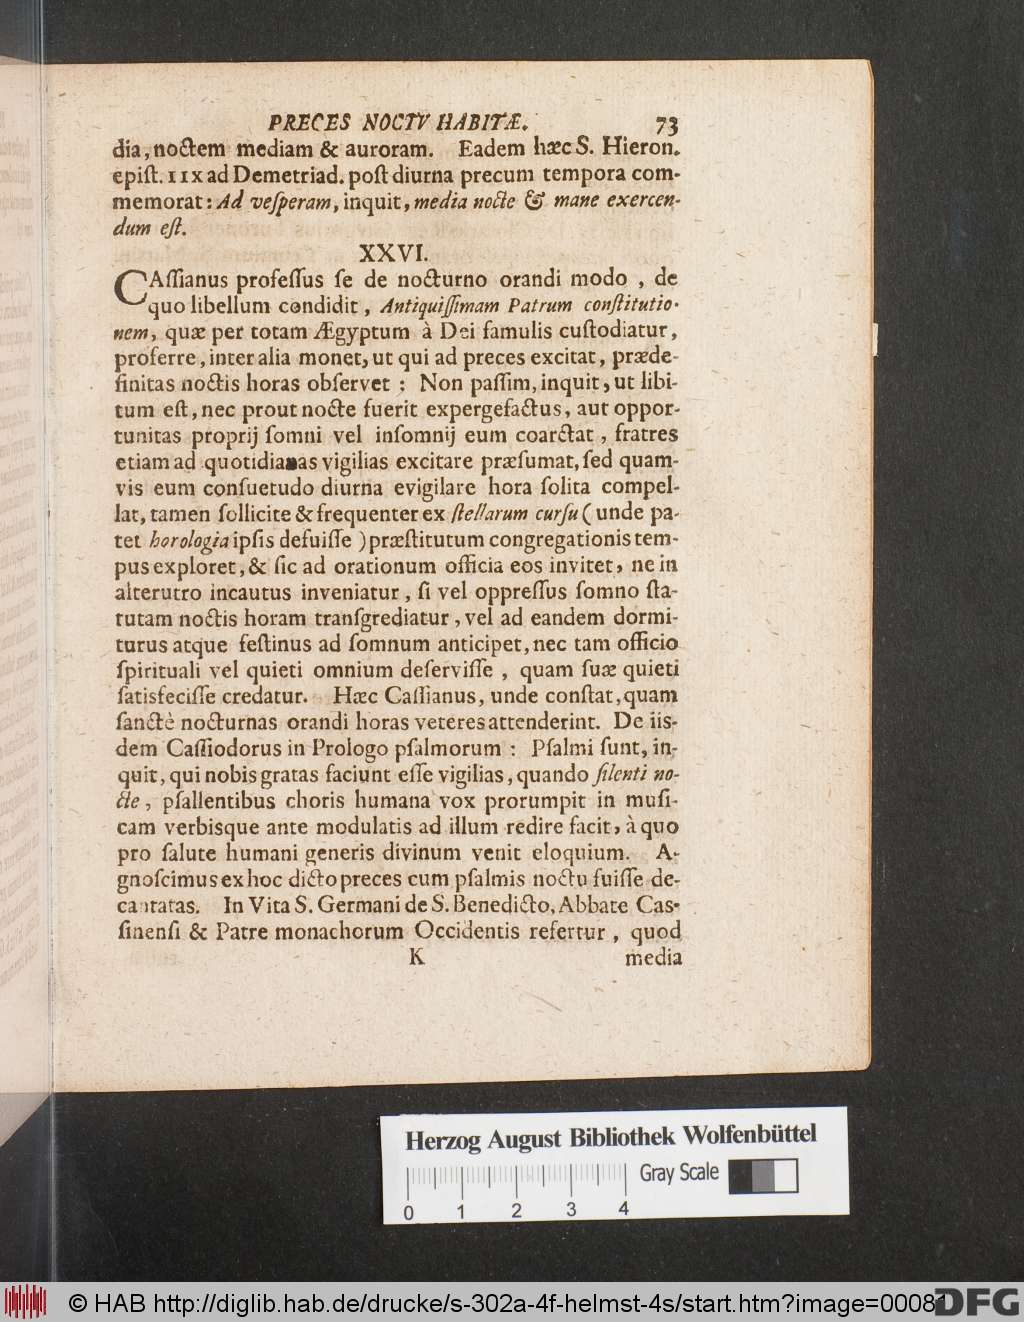 PRECES NOCTV HABITÆ. 73
dia, noctem mediam & auroram. Eadem hæc S. Hieron.
epiſt. IIX ad Demetriad. poſt diurna precum tempora com-
memorat: Ad veſperam, inquit, media nocte & mane exercen-
dum eſt.
XXVI.
CAſſianus profeſſus ſe de nocturno orandi modo , de
quo libellum condidit , Antiquiſſimam Patrum conſtitutio-
nem, quæ per totam Ægyptum à Dei famulis cuſtodiatur,
proferre, inter alia monet, ut qui ad preces excitat, præde-
finitas noctis horas obſervet : Non paſſim, inquit, ut libi-
tum eſt, nec prout nocte fuerit expergefactus, aut oppor-
tunitas proprij ſomni vel inſomnij eum coarctat , fratres
etiam ad quotidianas vigilias excitare præſumat, ſed quam-
vis eum conſuetudo diurna evigilare hora ſolita compel-
lat, tamen ſollicite & frequenter ex ſtellarum curſu ( unde pa-
tet horologia ipſis defuiſſe ) præſtitutum congregationis tem-
pus exploret, & ſic ad orationum officia eos invitet, ne in
alterutro incautus inveniatur , ſi vel oppreſſus ſomno ſta-
tutam noctis horam tranſgrediatur , vel ad eandem dormi-
turus atque feſtinus ad ſomnum anticipet, nec tam officio
ſpirituali vel quieti omnium deſerviſſe , quam ſuæ quieti
ſatisfeciſſe credatur. Hæc Caſſianus, unde conſtat, quam
ſanctè nocturnas orandi horas veteres attenderint. De iis-
dem Caſſiodorus in Prologo pſalmorum : Pſalmi ſunt, in-
quit, qui nobis gratas faciunt eſſe vigilias, quando ſilenti no-
cte , pſallentibus choris humana vox prorumpit in muſi-
cam verbisque ante modulatis ad illum redire facit, à quo
pro ſalute humani generis divinum venit eloquium. A-
gnoſcimus ex hoc dicto preces cum pſalmis noctu fuiſſe de-
cantatas. In Vita S. Germani de S. Benedicto, Abbate Cas-
ſinenſi & Patre monachorum Occidentis refertur , quod
K media
Herzog August Bibliothek Wolfenbüttel
Gray Scale
0 1 2 3 4
© HAB http://diglib.hab.de/drucke/s-302a-4f-helmst-4s/start.htm?image=00081
DFG